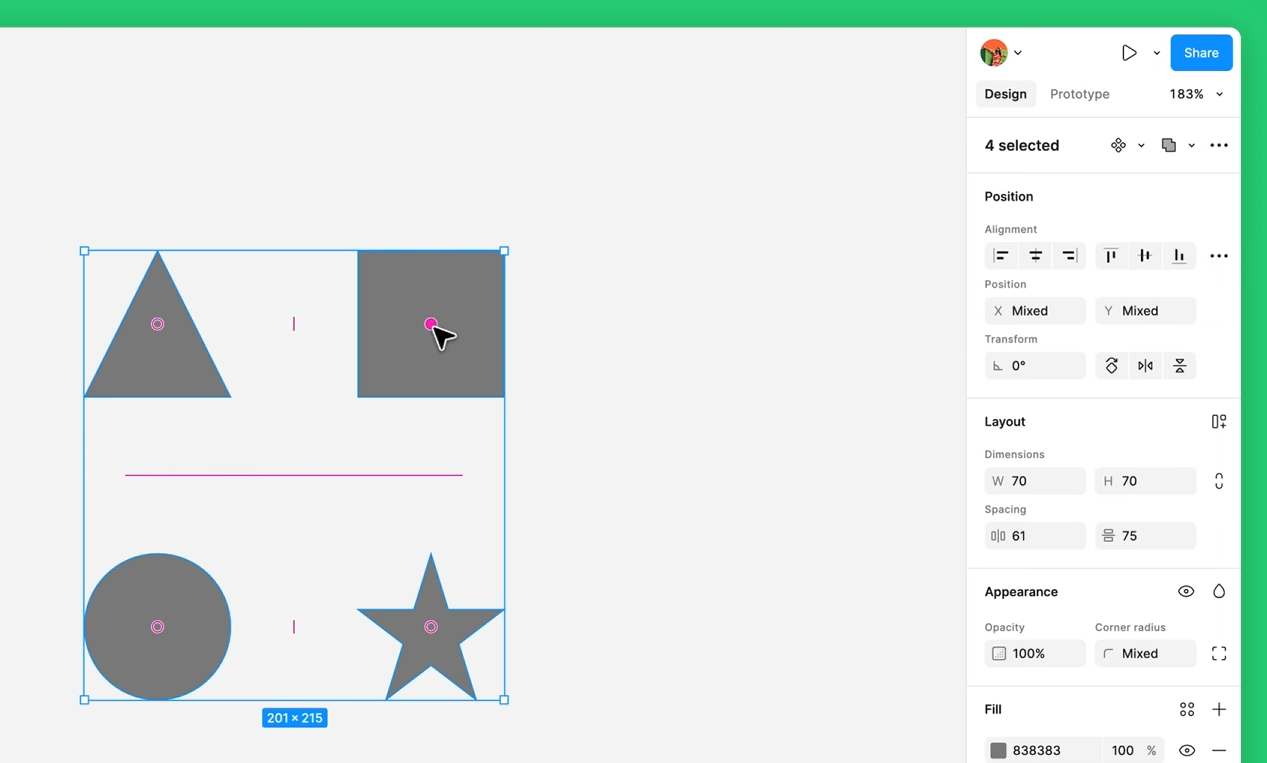 Share
Design Prototype 183%
4 selected
Position
Alignment
Position
X Mixed Y Mixed
Transform
0°
Layout
Dimensions
W 70 H 70
Spacing
61 75
Appearance
Opacity Corner radius
100% Mixed
Fill
838383 100 %
201 × 215